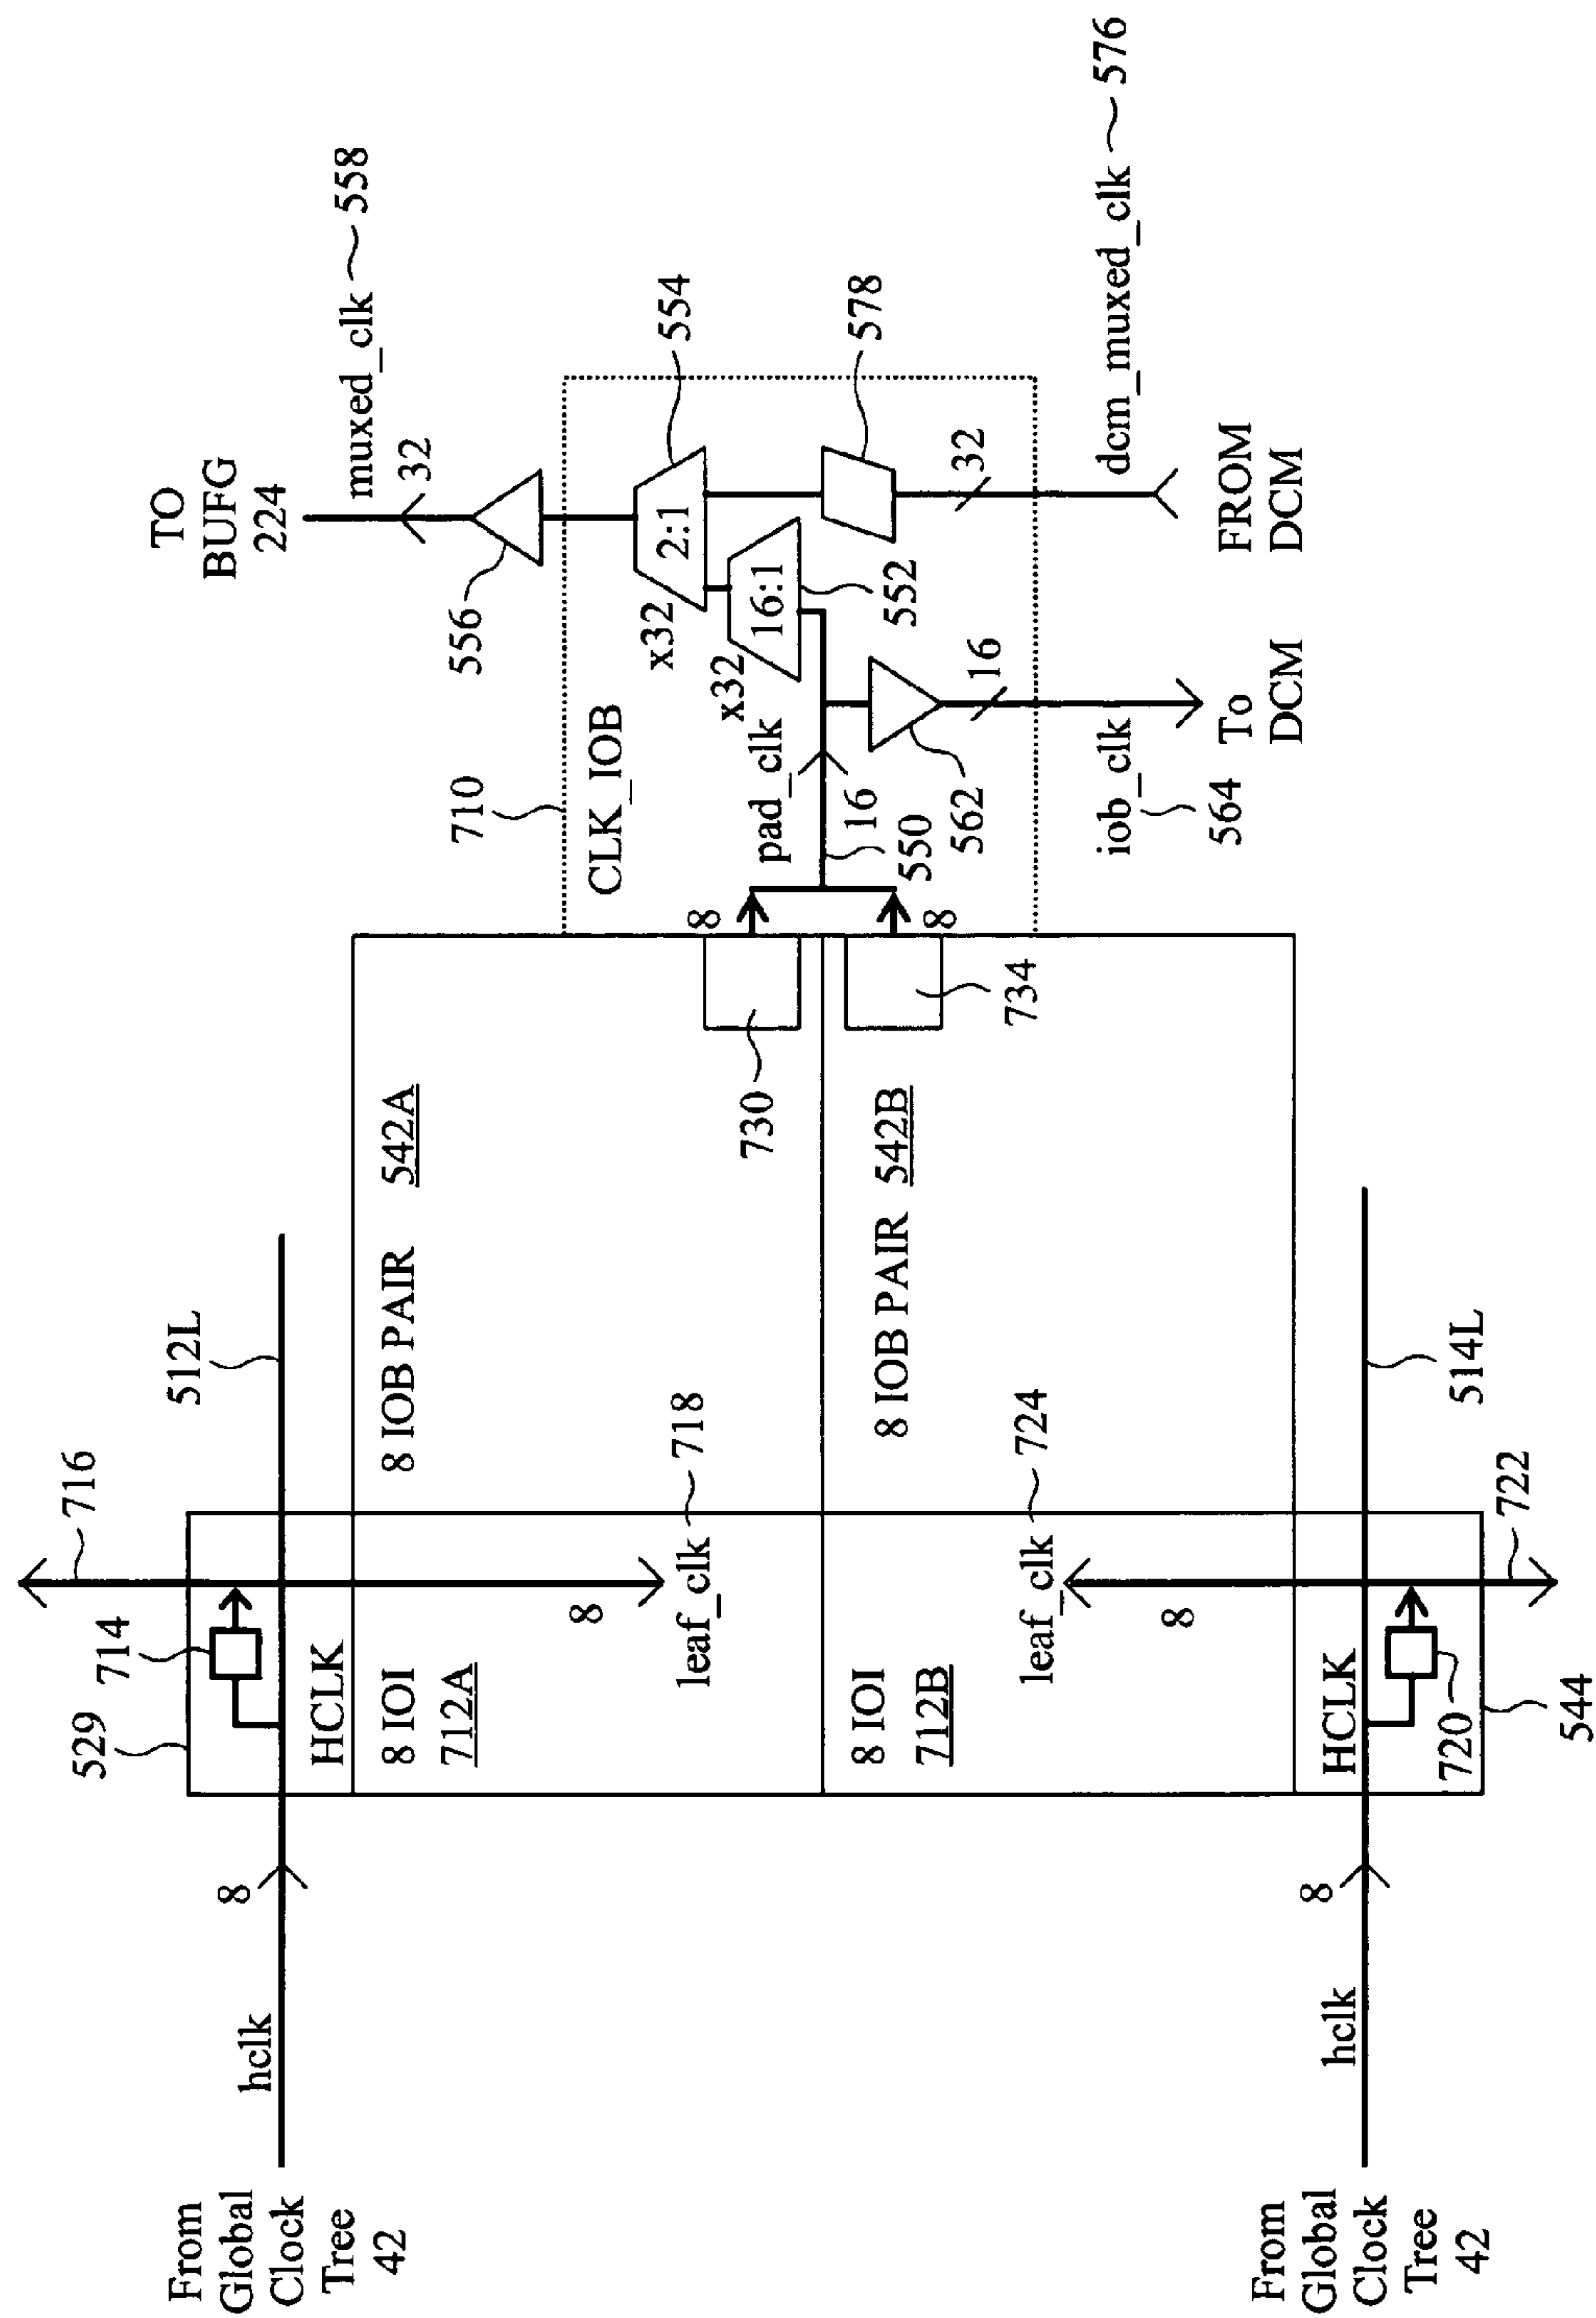 TO
BUFG
224
muxed_clk
558
32
556
710
CLK_IOB
x32
2:1
554
x32
16:1
552
578
pad_clk
16
550
562
16
32
iob_clk
564
To
DCM
FROM
DCM
dcm_muxed_clk
576
716
512L
529
714
From
Global
Clock
Tree
42
hclk
8
HCLK
8 IOI
712A
8
leaf_clk
718
8 IOB PAIR
542A
730
8
8 IOI
712B
leaf_clk
724
8
8 IOB PAIR
542B
734
8
From
Global
Clock
Tree
42
hclk
8
HCLK
720
544
722
514L